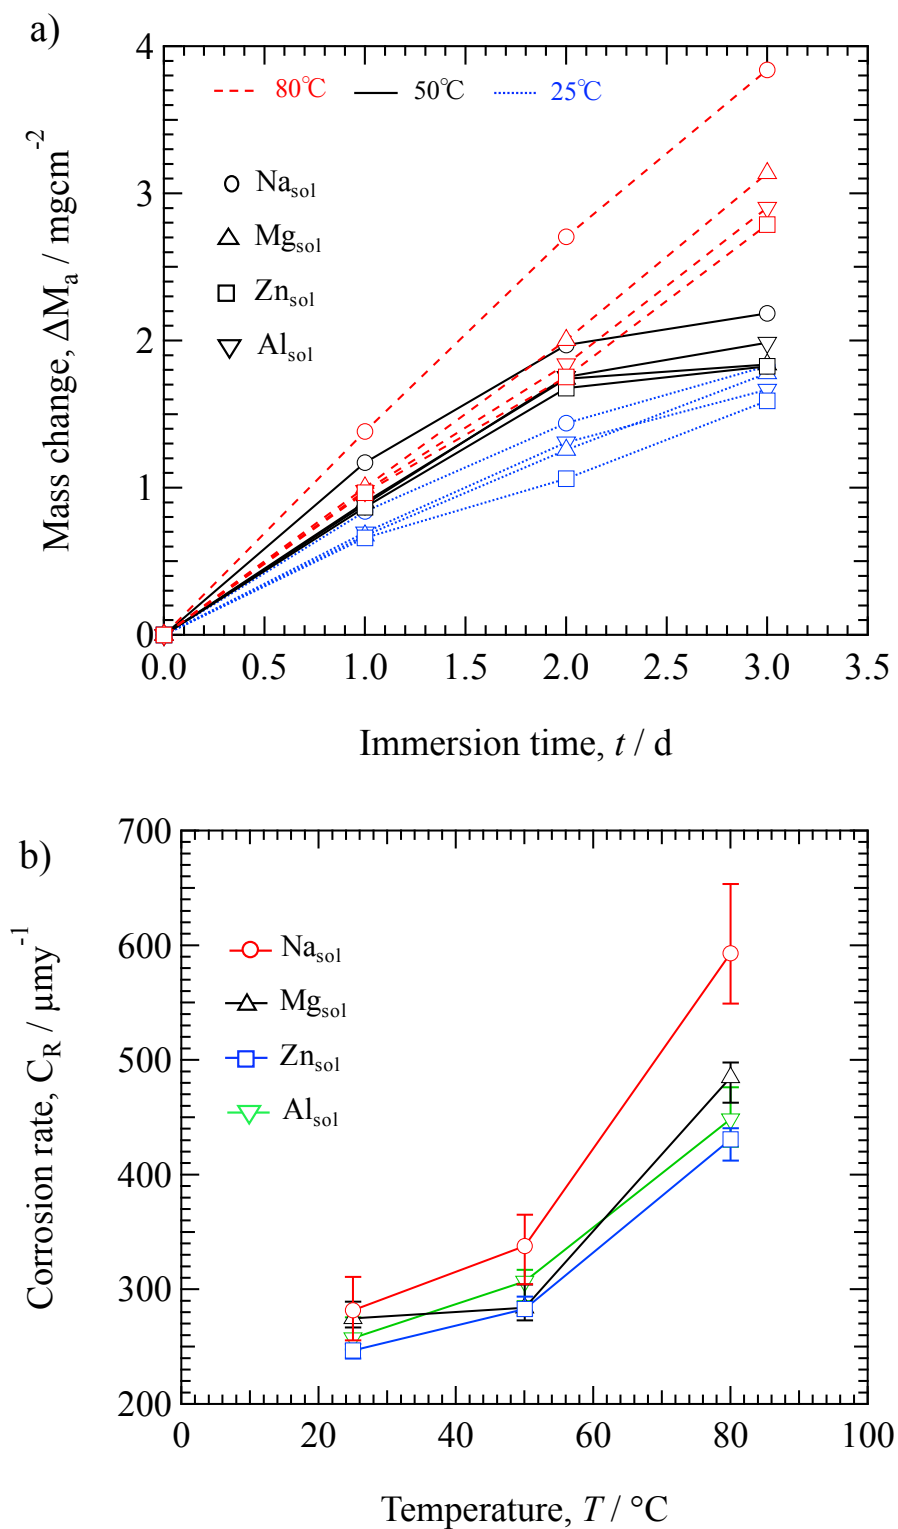 a)
4
3
2
1
0
80℃ 50℃ 25℃
Na_sol
Mg_sol
Zn_sol
Al_sol
Mass change, ΔM_a / mgcm^-2
0.0 0.5 1.0 1.5 2.0 2.5 3.0 3.5
Immersion time, t / d
b)
700
600
500
400
300
200
Na_sol
Mg_sol
Zn_sol
Al_sol
Corrosion rate, C_R / μmy^-1
0 20 40 60 80 100
Temperature, T / °C